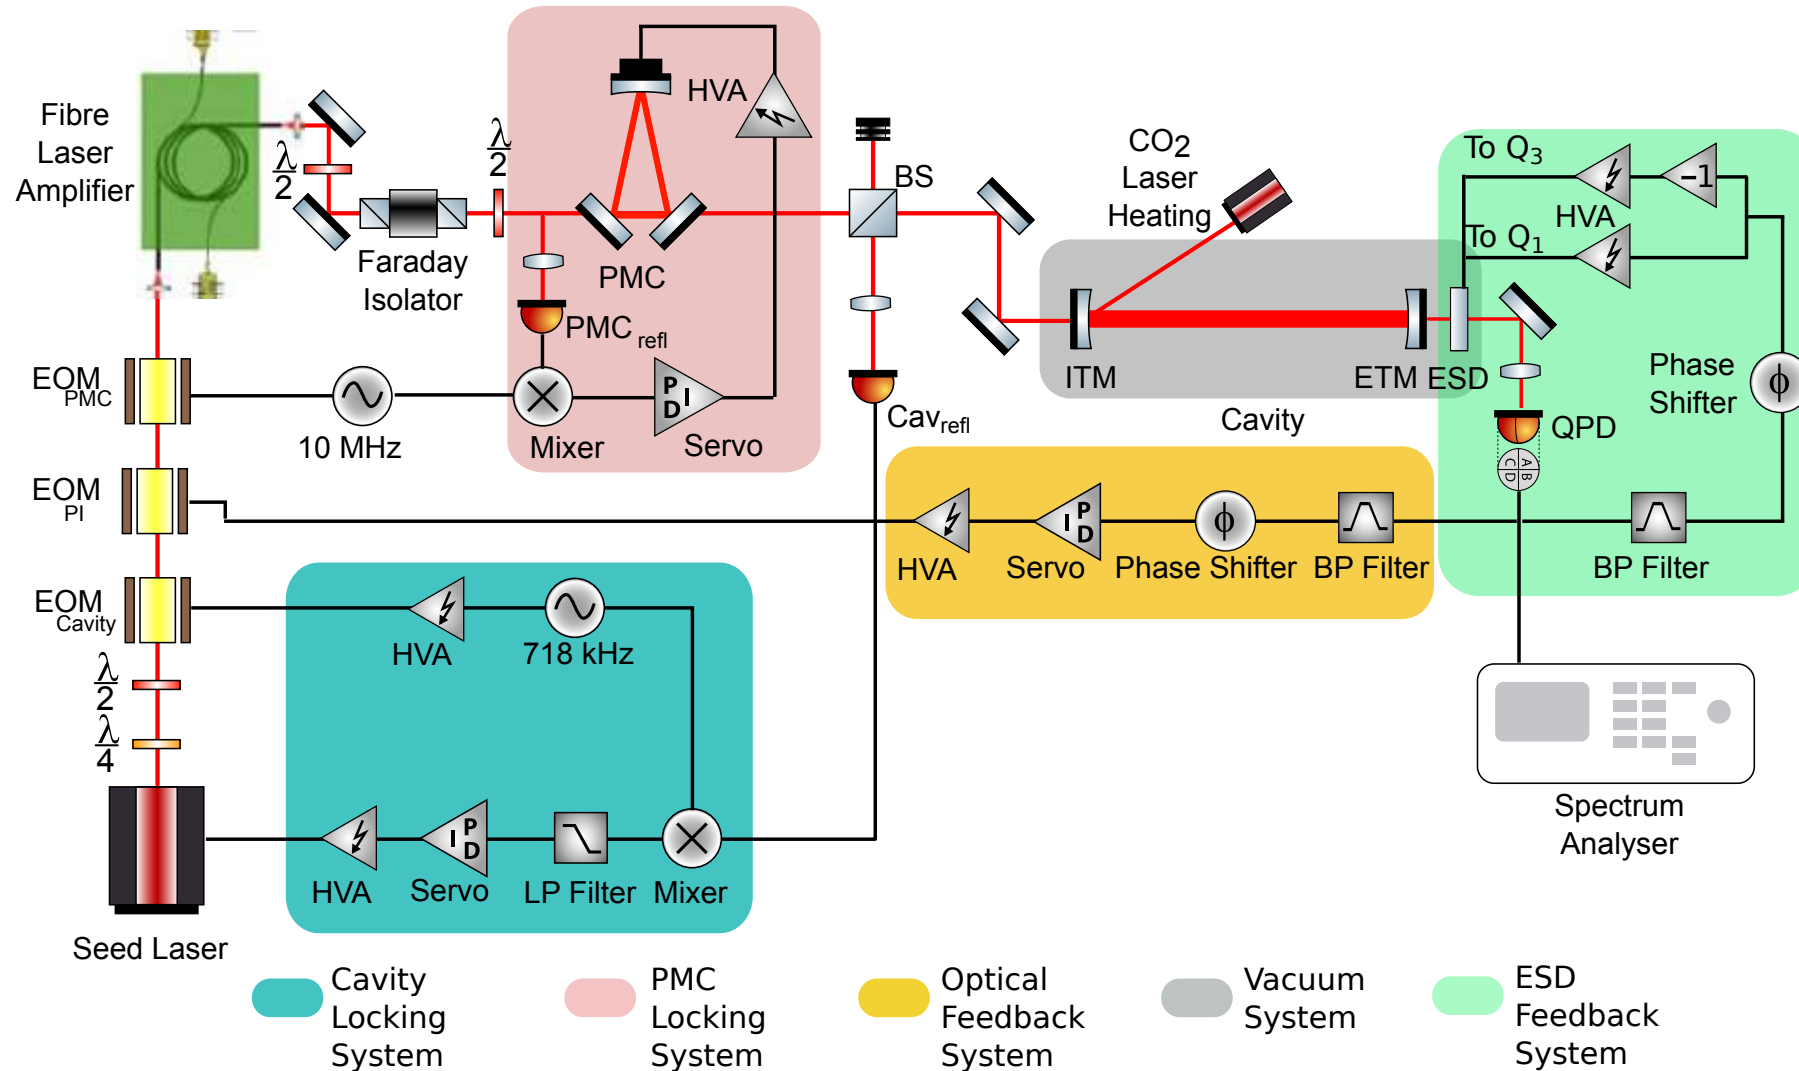 Fibre
Laser
Amplifier
λ
2
Faraday
Isolator
λ
2
HVA
PMC
PMC refl
Mixer
Servo
10 MHz
EOM
PMC
EOM
PI
EOM
Cavity
λ
2
λ
4
Seed Laser
P
I
D
BS
Cavrefl
CO2
Laser
Heating
ITM
ETM
ESD
Cavity
To Q3
To Q1
HVA
−1
Phase
Shifter
ϕ
QPD
A
B
C
D
BP Filter
HVA
Servo
P
I
D
Phase Shifter
ϕ
BP Filter
HVA
718 kHz
HVA
Servo
P
I
D
LP Filter
Mixer
Spectrum
Analyser
Cavity
Locking
System
PMC
Locking
System
Optical
Feedback
System
Vacuum
System
ESD
Feedback
System